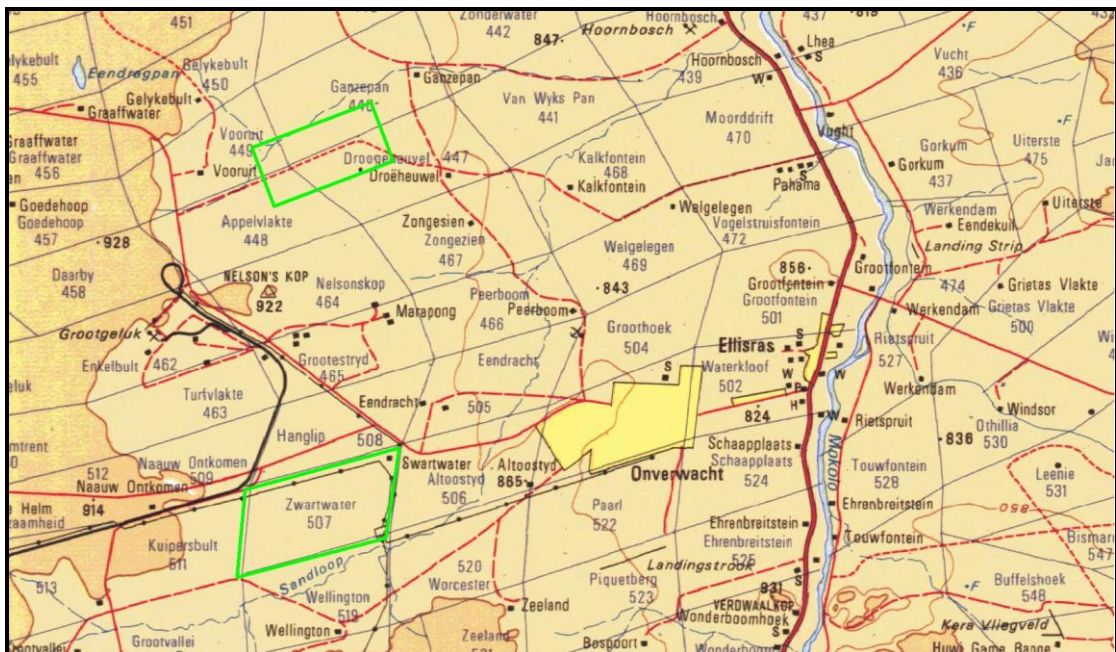 451
Zonderwater
442
847
Hoornbosch
Hoornbosch
437
819
432
Lhea
S
F
Gelykebult
455
Eendragpan
Gelykebult
450
Ganzepan
Ganzepan
439
Hoornbosch
W
Vucht
436
Graaffwater
Gelykebult
Van Wyks Pan
441
Moorddrift
470
Vught
F
Graaffwater
Graaffwater
456
Vooruit
449
Vooruit
Droogeheuvel
447
Droëheuwel
Kalkfontein
468
Kalkfontein
S
Pahama
Gorkum
Gorkum
437
Uiterste
475
Goedehoop
Goedehoop
457
928
Appelvlakte
448
Zongesien
Zongezien
467
Welgelegen
Vogelstruisfontein
472
Werkendam
Eendekuil
Uiterste
Landing Strip
Welgelegen
469
Daarby
458
NELSON'S KOP
922
Nelsonskop
464
Marapong
Peerboom
466
Peerboom
843
856
Grootfontein
Grootfontein
Grootfontein
501
474
Werkendam
Grietas Vlakte
Grietas Vlakte
500
Grootgeluk
Enkelbult
462
Grootestryd
465
Eendracht
Groothoek
504
Ellisras
S
Waterkloof
502
W
W
P
H
Rietspruit
527
Werkendam
Turfvlakte
463
Eendracht
505
S
824
W
Rietspruit
Windsor
Othillia
530
836
Hanglip
508
512
Naauw Ontkomen
509
Naauw Ontkomen
914
Swartwater
Altoostyd
Altoostyd
506
865
Onverwacht
Schaapplaats
Schaapplaats
524
Mokolo
Touwfontein
528
Leenie
531
Zwartwater
507
Paarl
522
Ehrenbreitstein
850
Kuipersbult
511
Ehrenbreitstein
Ehrenbreitstein
525
Touwfontein
Landingstrook
513
Sandloop
520
Worcester
Piquetberg
523
931
S
VERDWAALKOP
Wonderboomhoek
S
F
Buffelshoek
548
547
Wellington
519
Wellington
Zeeland
Zeeland
Bospoort
Kera Vliegveld
Grootvallei